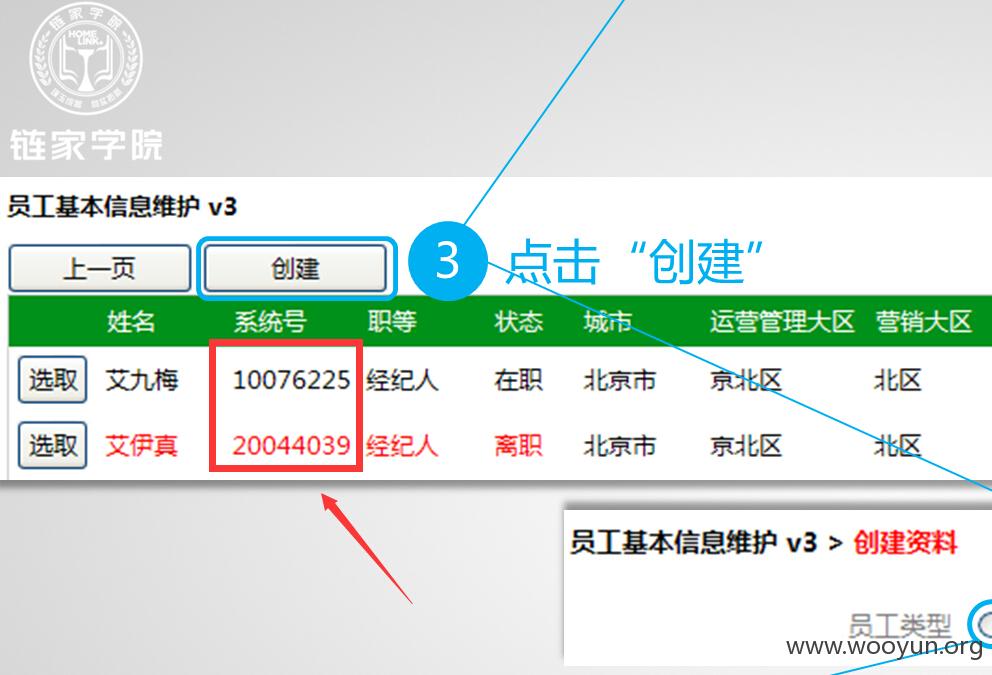 链家学院
HOME
LINK
链家学院
员工基本信息维护 v3
上一页 创建 3 点击“创建”
姓名 系统号 职等 状态 城市 运营管理大区 营销大区
选取 艾九梅 10076225 经纪人 在职 北京市 京北区 北区
选取 艾伊真 20044039 经纪人 离职 北京市 京北区 北区
员工基本信息维护 v3 > 创建资料
员工类型
www.wooyun.org